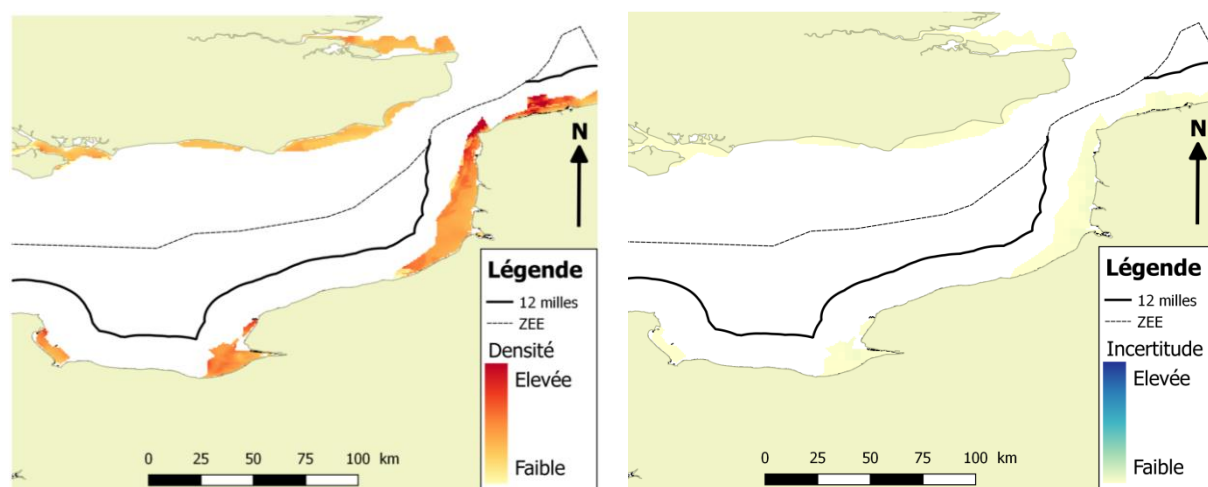 N
Légende
12 milles
ZEE
Densité
Elevée
Faible
0 25 50 75 100 km
N
Légende
12 milles
ZEE
Incertitude
Elevée
Faible
0 25 50 75 100 km